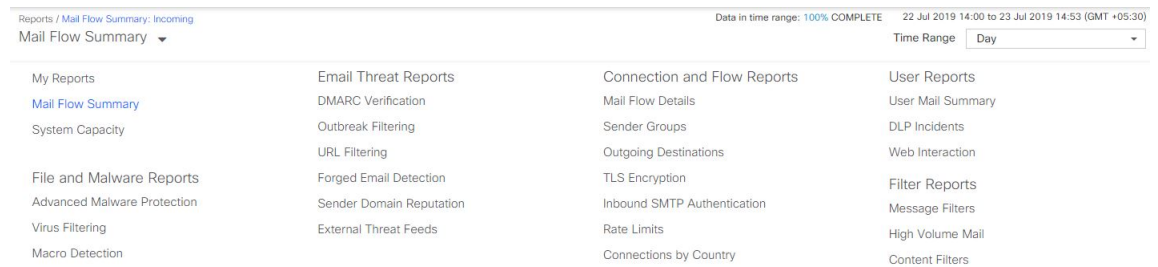 Reports / Mail Flow Summary: Incoming
Data in time range: 100% COMPLETE
22 Jul 2019 14:00 to 23 Jul 2019 14:53 (GMT +05:30)
Mail Flow Summary
Time Range
Day
My Reports
Mail Flow Summary
System Capacity
File and Malware Reports
Advanced Malware Protection
Virus Filtering
Macro Detection
Email Threat Reports
DMARC Verification
Outbreak Filtering
URL Filtering
Forged Email Detection
Sender Domain Reputation
External Threat Feeds
Connection and Flow Reports
Mail Flow Details
Sender Groups
Outgoing Destinations
TLS Encryption
Inbound SMTP Authentication
Rate Limits
Connections by Country
User Reports
User Mail Summary
DLP Incidents
Web Interaction
Filter Reports
Message Filters
High Volume Mail
Content Filters